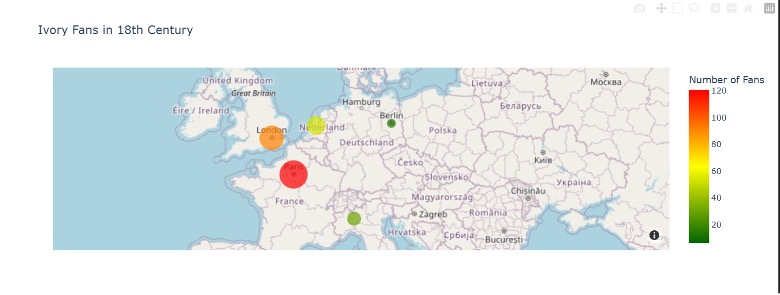 Ivory Fans in 18th Century
Danmark
Lietuva
Москва
United Kingdom
Great Britain
Hamburg
Беларусь
Éire / Ireland
Berlin
London
Nederland
Polska
Deutschland
Paris
Česko
Київ
Slovensko
Україна
France
Magyarország
Chișinău
Zagreb
România
Hrvatska
Србија
București
Number of Fans
120
100
80
60
40
20